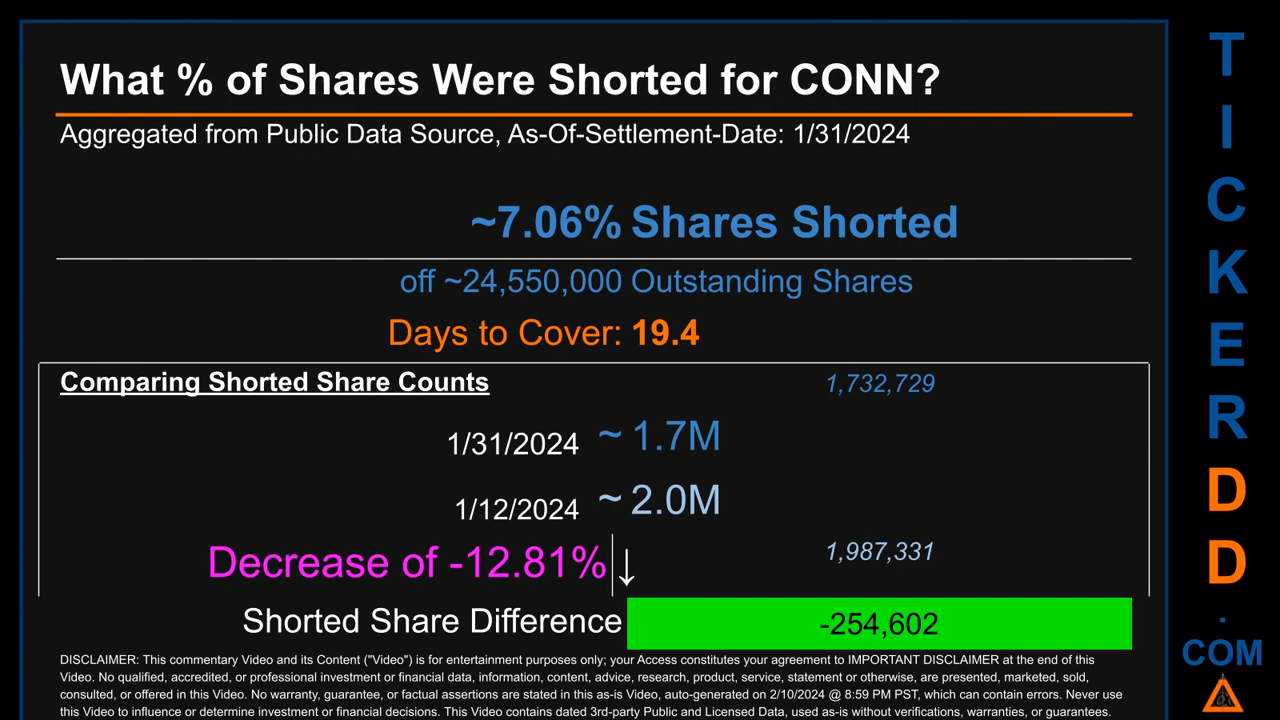 What % of Shares Were Shorted for CONN?
Aggregated from Public Data Source, As-Of-Settlement-Date: 1/31/2024
~7.06% Shares Shorted
off ~24,550,000 Outstanding Shares
Days to Cover: 19.4
Comparing Shorted Share Counts
1,732,729
1/31/2024 ~ 1.7M
1/12/2024 ~ 2.0M
Decrease of -12.81% ↓
1,987,331
Shorted Share Difference -254,602
DISCLAIMER: This commentary Video and its Content ("Video") is for entertainment purposes only; your Access constitutes your agreement to IMPORTANT DISCLAIMER at the end of this
Video. No qualified, accredited, or professional investment or financial data, information, content, advice, research, product, service, statement or otherwise, are presented, marketed, sold,
consulted, or offered in this Video. No warranty, guarantee, or factual assertions are stated in this as-is Video, auto-generated on 2/10/2024 @ 8:59 PM PST, which can contain errors. Never use
this Video to influence or determine investment or financial decisions. This Video contains dated 3rd-party Public and Licensed Data, used as-is without verifications, warranties, or guarantees.
T
I
C
K
E
R
D
D
.
COM